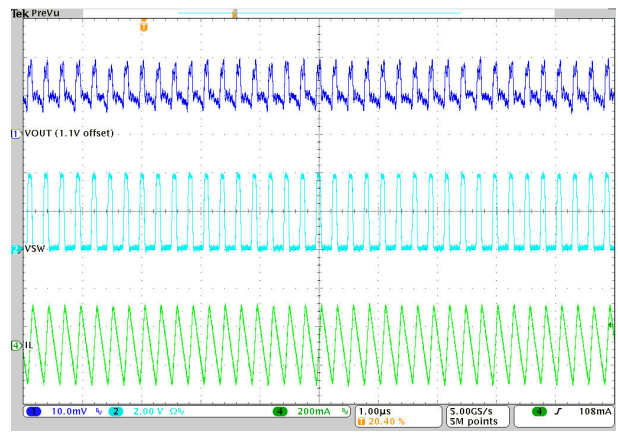 Tek PreVu
T
1 VOUT (1.1V offset)
2 VSW
4 IL
1 10.0mV 2 2.00 V Ω 4 200mA 1.00µs 5.00GS/s 4 108mA
T 20.40 % 5M points